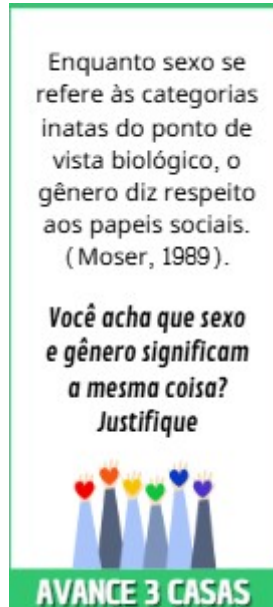 Enquanto sexo se
refere às categorias
inatas do ponto de
vista biológico, o
gênero diz respeito
aos papeis sociais.
(Moser, 1989).
Você acha que sexo
e gênero significam
a mesma coisa?
Justifique
AVANCE 3 CASAS